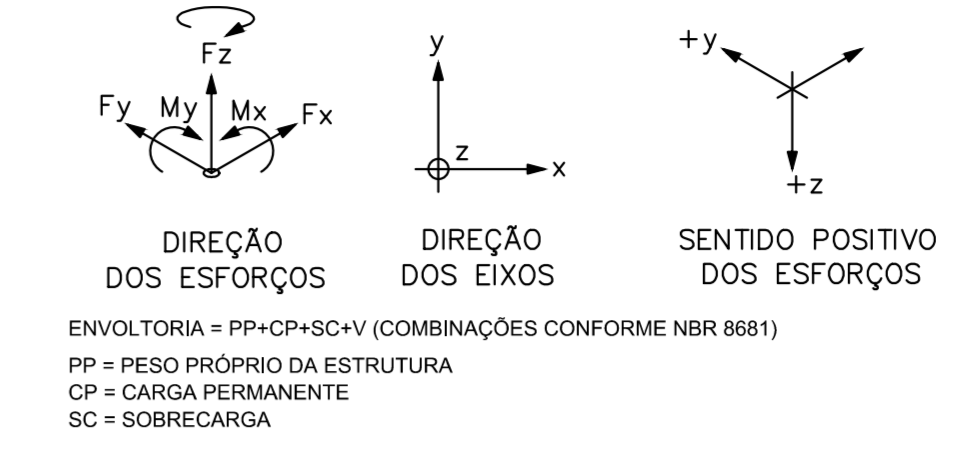 Fz
Fy My Mx Fx
DIREÇÃO
DOS ESFORÇOS
y
z
x
DIREÇÃO
DOS EIXOS
+y
+z
SENTIDO POSITIVO
DOS ESFORÇOS
ENVOLTORIA = PP+CP+SC+V (COMBINAÇÕES CONFORME NBR 8681)
PP = PESO PRÓPRIO DA ESTRUTURA
CP = CARGA PERMANENTE
SC = SOBRECARGA